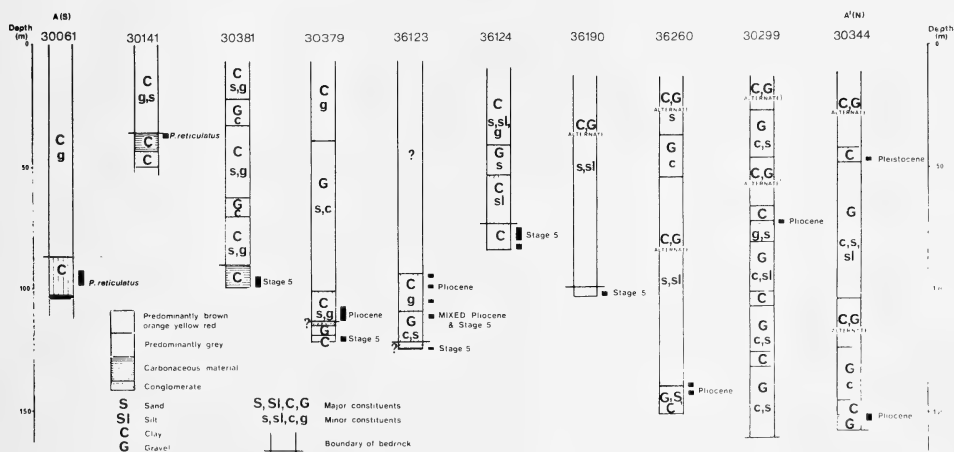 A(S)
A'(N)
Depth (m)
30061
30141
30381
30379
36123
36124
36190
36260
30299
30344
Depth (m)
0
50
100
150
0
C
g
C
P. reticulatus
C
g,s
C
P. reticulatus
C
C
s,g
G
c
C
s,g
G
c
C
s,g
C
Stage 5
C
g
G
s,c
C
s,g
Pliocene
?
G
C
Stage 5
?
C
g
Pliocene
G
c,s
MIXED Pliocene & Stage 5
?
Stage 5
C
s,sl,
g
G
s
C
sl
C
Stage 5
C,G
ALTERNATE
s,sl
Stage 5
C,G
ALTERNATE
s
G
c
C,G
ALTERNATE
s,sl
G,S
C
Pliocene
C,G
ALTERNATE
G
c,s
C,G
ALTERNATE
C
Pliocene
g,s
G
c,sl
C
G
c,s
C
G
c,s
C,G
ALTERNATE
C
Pleistocene
G
c,s,
sl
C,G
ALTERNATE
G
c
C
G
Pliocene
Predominantly brown orange yellow red
Predominantly grey
Carbonaceous material
Conglomerate
S Sand
Sl Silt
C Clay
G Gravel
S, Sl, C, G Major constituents
s, sl, c, g Minor constituents
Boundary of bedrock